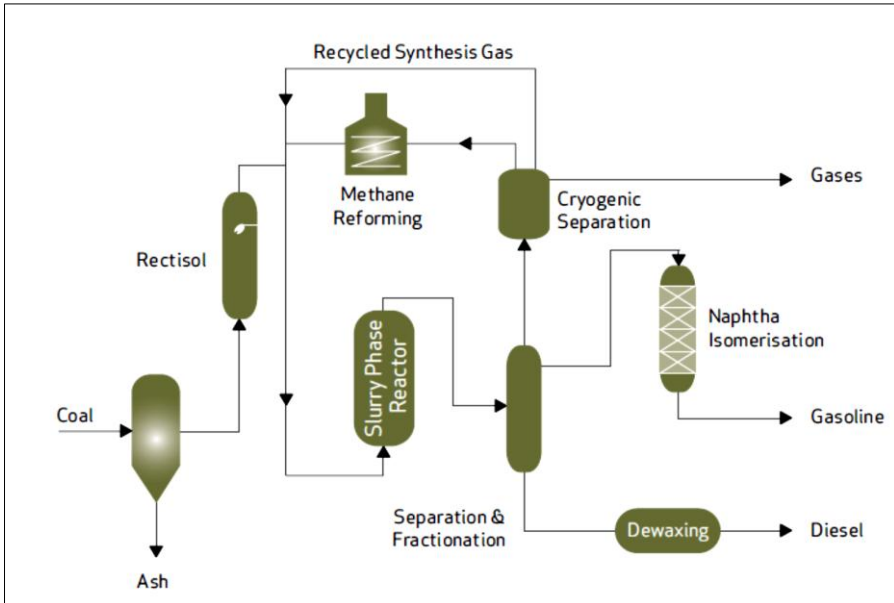 Recycled Synthesis Gas
Methane
Reforming
Cryogenic
Separation
Gases
Rectisol
Slurry Phase
Reactor
Naphtha
Isomerisation
Coal
Gasoline
Separation &
Fractionation
Dewaxing
Diesel
Ash